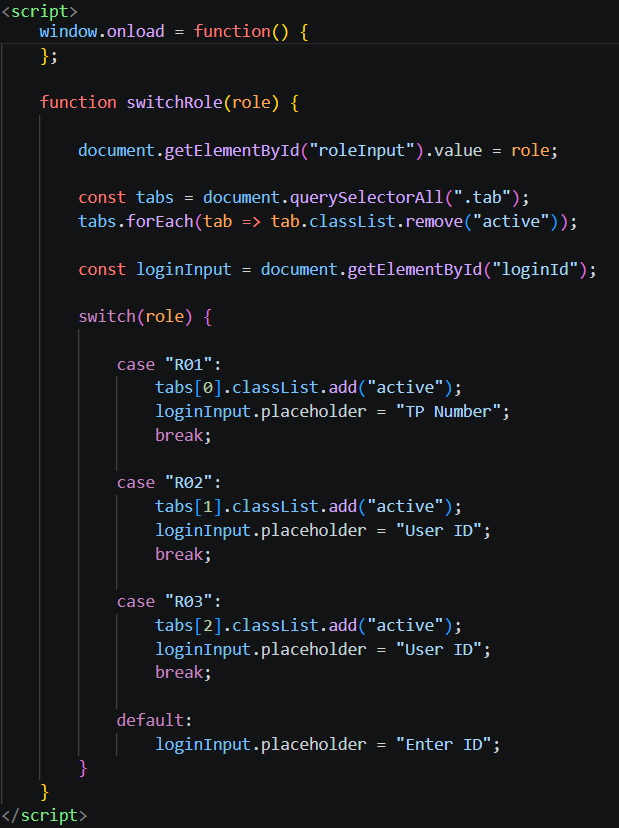 <script>
window.onload = function() {
};
function switchRole(role) {
document.getElementById("roleInput").value = role;
const tabs = document.querySelectorAll(".tab");
tabs.forEach(tab => tab.classList.remove("active"));
const loginInput = document.getElementById("loginId");
switch(role) {
case "R01":
tabs[0].classList.add("active");
loginInput.placeholder = "TP Number";
break;
case "R02":
tabs[1].classList.add("active");
loginInput.placeholder = "User ID";
break;
case "R03":
tabs[2].classList.add("active");
loginInput.placeholder = "User ID";
break;
default:
loginInput.placeholder = "Enter ID";
}
}
</script>